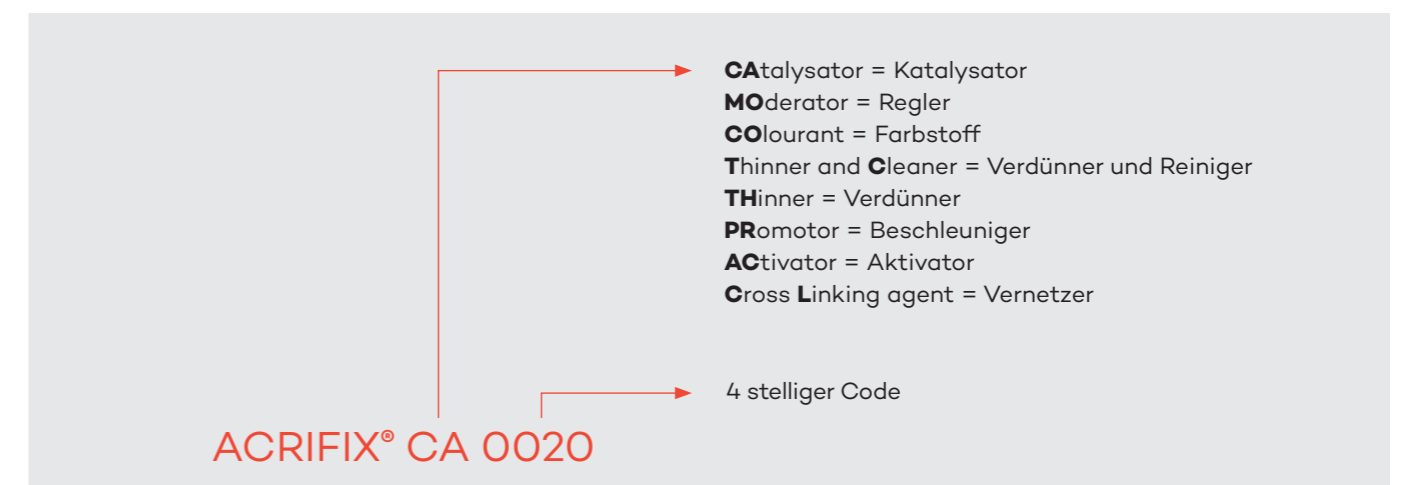 CAtalysator = Katalysator
MOderator = Regler
COlourant = Farbstoff
Thinner and Cleaner = Verdünner und Reiniger
THinner = Verdünner
PRomotor = Beschleuniger
ACtivator = Aktivator
Cross Linking agent = Vernetzer
4 stelliger Code
ACRIFIX® CA 0020